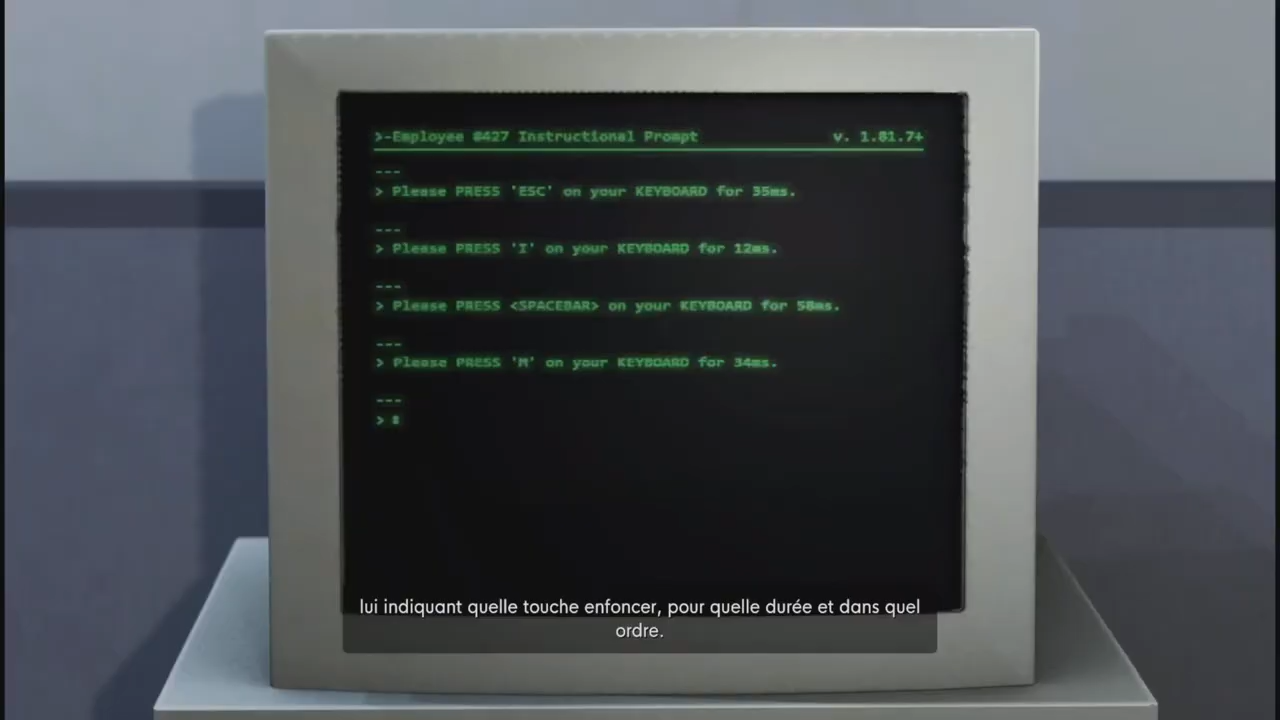 >-Employee #427 Instructional Prompt v. 1.81.7+
---
> Please PRESS 'ESC' on your KEYBOARD for 35ms.
---
> Please PRESS 'I' on your KEYBOARD for 12ms.
---
> Please PRESS <SPACEBAR> on your KEYBOARD for 58ms.
---
> Please PRESS 'M' on your KEYBOARD for 34ms.
---
>
lui indiquant quelle touche enfoncer, pour quelle durée et dans quel
ordre.